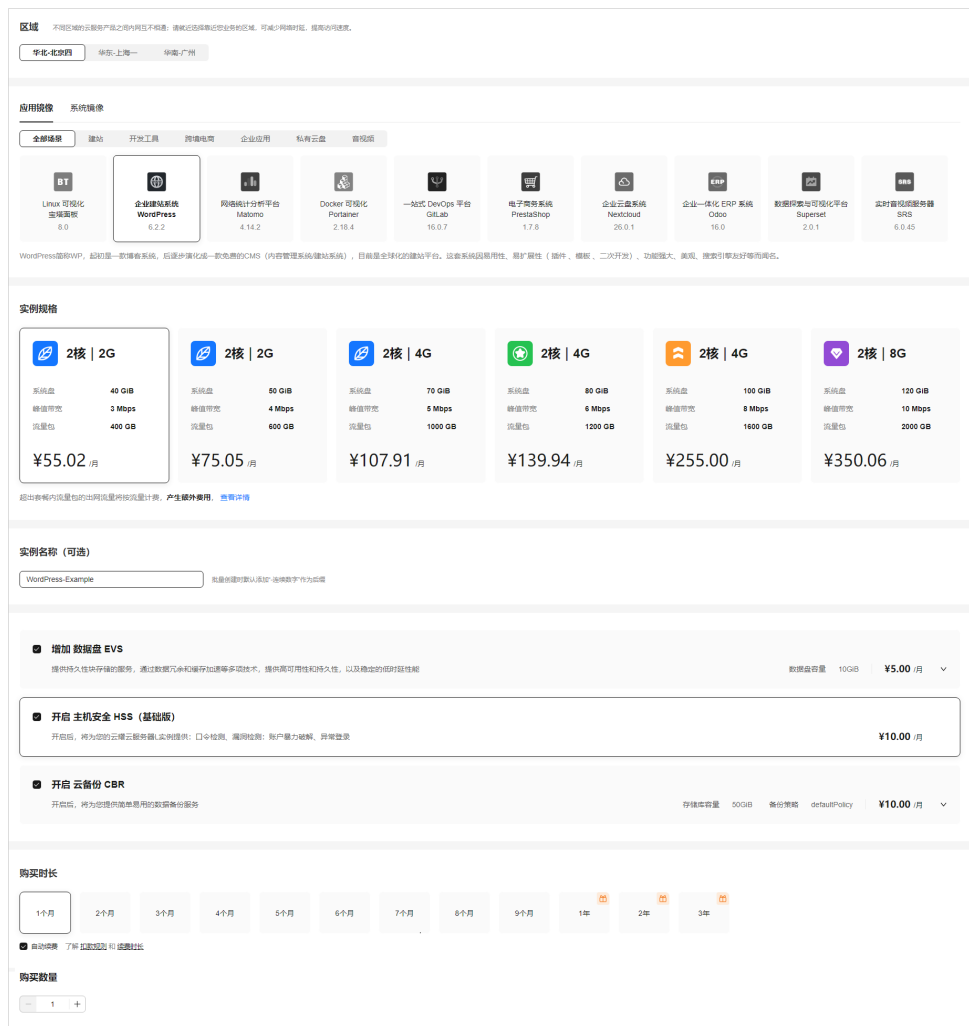 区域 不同区域的云服务产品之间内网互不相通；请就近选择靠近您业务的区域，可减少网络时延，提高访问速度。
华北-北京四 华东-上海一 华南-广州
应用镜像 系统镜像
全部场景 建站 开发工具 跨境电商 企业应用 私有云盘 音视频
BT ERP SRS
Linux 可视化 企业建站系统 网络统计分析平台 Docker 可视化 一站式 DevOps 平台 电子商务系统 企业云盘系统 企业一体化 ERP 系统 数据探索与可视化平台 实时音视频服务器
宝塔面板 WordPress Matomo Portainer GitLab PrestaShop Nextcloud Odoo Superset SRS
8.0 6.2.2 4.14.2 2.18.4 16.0.7 1.7.8 26.0.1 16.0 2.0.1 6.0.45
WordPress简称WP，起初是一款博客系统，后逐步演化成一款免费的CMS（内容管理系统/建站系统），目前是全球化的建站平台。这套系统因易用性、易扩展性（ 插件 、模板 、二次开发）、功能强大、美观、搜索引擎友好等而闻名。
实例规格
2核 | 2G 2核 | 2G 2核 | 4G 2核 | 4G 2核 | 4G 2核 | 8G
系统盘 40 GiB 系统盘 50 GiB 系统盘 70 GiB 系统盘 80 GiB 系统盘 100 GiB 系统盘 120 GiB
峰值带宽 3 Mbps 峰值带宽 4 Mbps 峰值带宽 5 Mbps 峰值带宽 6 Mbps 峰值带宽 8 Mbps 峰值带宽 10 Mbps
流量包 400 GB 流量包 600 GB 流量包 1000 GB 流量包 1200 GB 流量包 1600 GB 流量包 2000 GB
¥55.02 /月 ¥75.05 /月 ¥107.91 /月 ¥139.94 /月 ¥255.00 /月 ¥350.06 /月
超出套餐内流量包的出网流量将按流量计费，产生额外费用， 查看详情
实例名称（可选）
WordPress-Example 批量创建时默认添加“-连续数字”作为后缀
增加 数据盘 EVS
提供持久性块存储的服务，通过数据冗余和缓存加速等多项技术，提供高可用性和持久性，以及稳定的低时延性能 数据盘容量 10GiB ¥5.00 /月
开启 主机安全 HSS（基础版）
开启后，将为您的云耀云服务器L实例提供：口令检测、漏洞检测；账户暴力破解、异常登录 ¥10.00 /月
开启 云备份 CBR
开启后，将为您提供简单易用的数据备份服务 存储库容量 50GiB 备份策略 defaultPolicy ¥10.00 /月
购买时长
1个月 2个月 3个月 4个月 5个月 6个月 7个月 8个月 9个月 1年 2年 3年
自动续费 了解 扣款规则 和 续费时长
购买数量
- 1 +